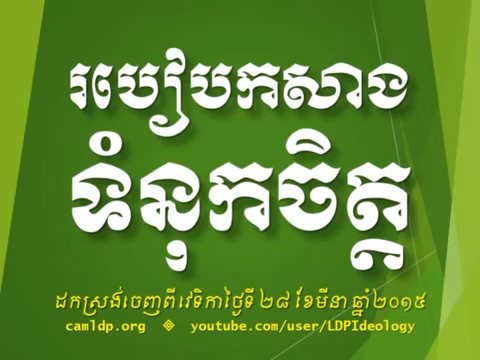 របៀបកសាង
ទំនុកចិត្ត
ដកស្រង់ចេញពី វេទិកាថ្ងៃទី ២៨ ខែមីនា ឆ្នាំ២០១៥
camldp.org ◈ youtube.com/user/LDPIdeology